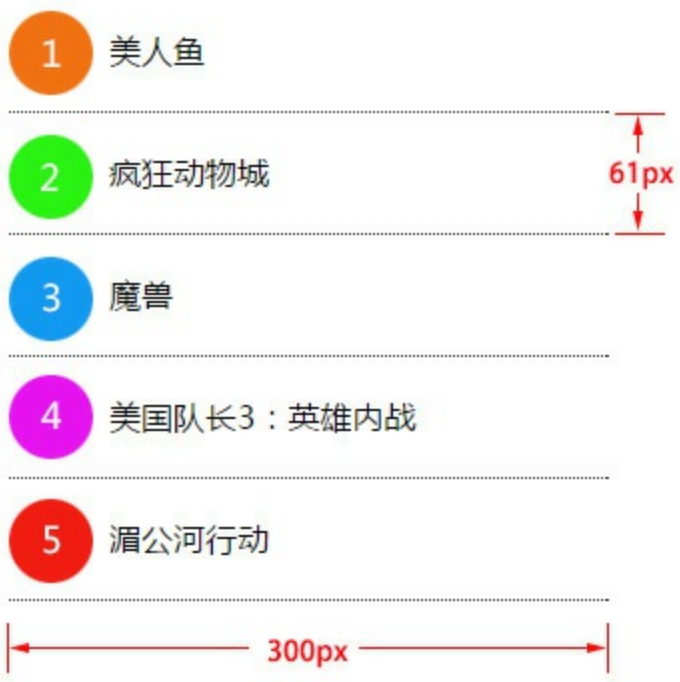 1 美人鱼
2 疯狂动物城
61px
3 魔兽
4 美国队长3：英雄内战
5 湄公河行动
300px